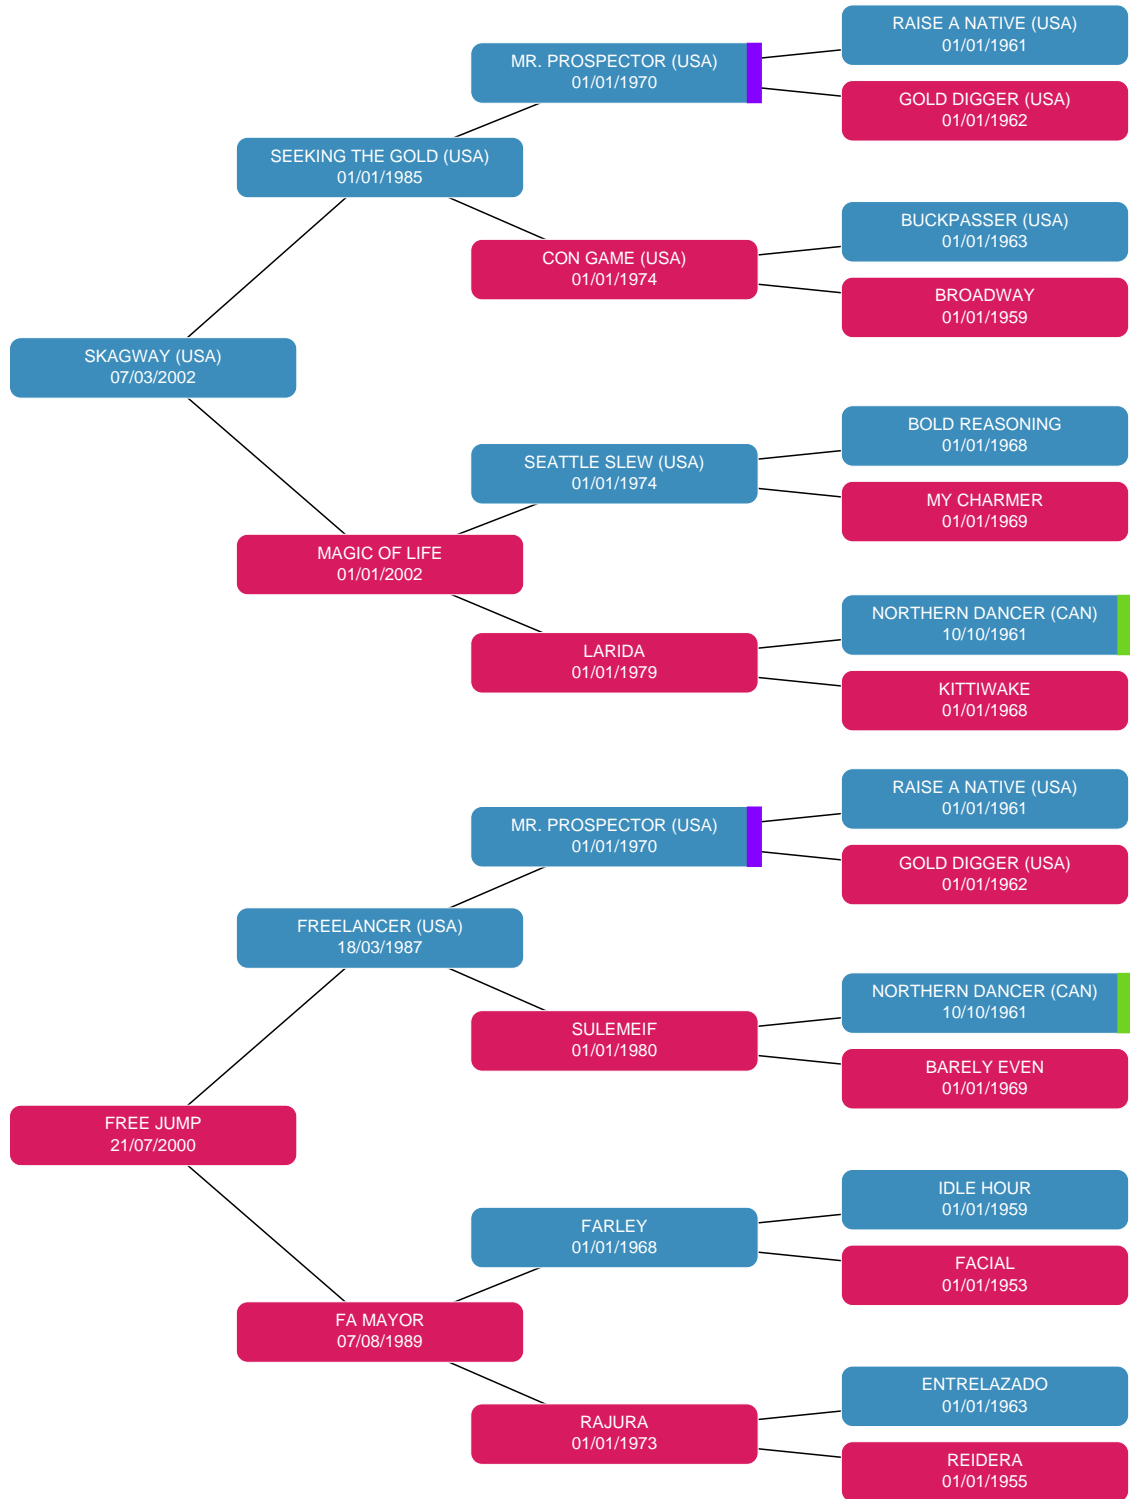 RAISE A NATIVE (USA)
01/01/1961
MR. PROSPECTOR (USA)
01/01/1970
GOLD DIGGER (USA)
01/01/1962
SEEKING THE GOLD (USA)
01/01/1985
BUCKPASSER (USA)
01/01/1963
CON GAME (USA)
01/01/1974
BROADWAY
01/01/1959
SKAGWAY (USA)
07/03/2002
BOLD REASONING
01/01/1968
SEATTLE SLEW (USA)
01/01/1974
MY CHARMER
01/01/1969
MAGIC OF LIFE
01/01/2002
NORTHERN DANCER (CAN)
10/10/1961
LARIDA
01/01/1979
KITTIWAKE
01/01/1968
RAISE A NATIVE (USA)
01/01/1961
MR. PROSPECTOR (USA)
01/01/1970
GOLD DIGGER (USA)
01/01/1962
FREELANCER (USA)
18/03/1987
NORTHERN DANCER (CAN)
10/10/1961
SULEMEIF
01/01/1980
BARELY EVEN
01/01/1969
FREE JUMP
21/07/2000
IDLE HOUR
01/01/1959
FARLEY
01/01/1968
FACIAL
01/01/1953
FA MAYOR
07/08/1989
ENTRELAZADO
01/01/1963
RAJURA
01/01/1973
REIDERA
01/01/1955